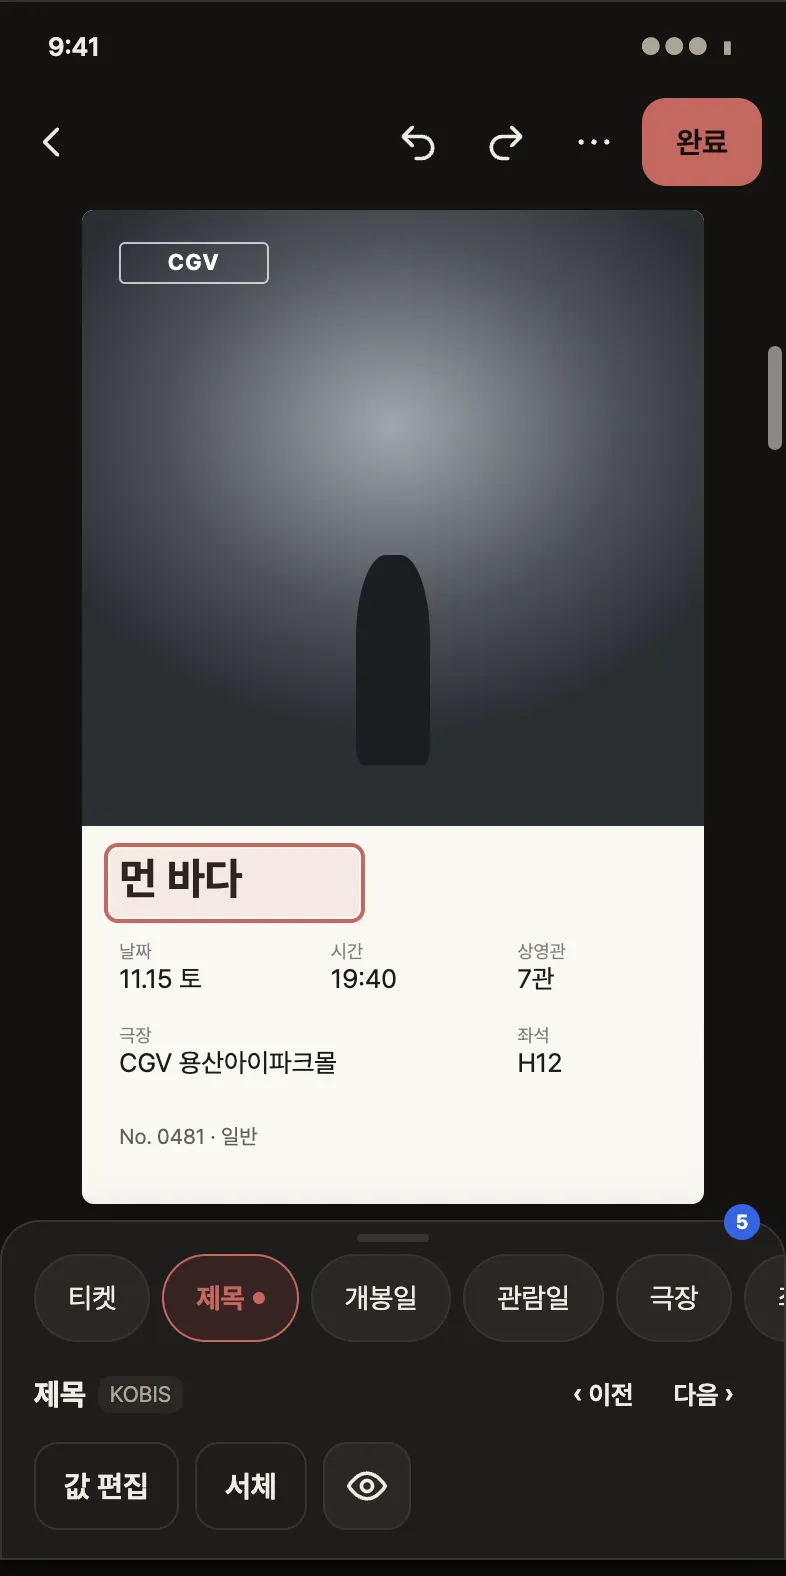 9:41
완료
CGV
먼 바다
날짜 시간 상영관
11.15 토 19:40 7관
극장 좌석
CGV 용산아이파크몰 H12
No. 0481 · 일반
5
티켓 제목 개봉일 관람일 극장
제목 KOBIS ‹ 이전 다음 ›
값 편집 서체